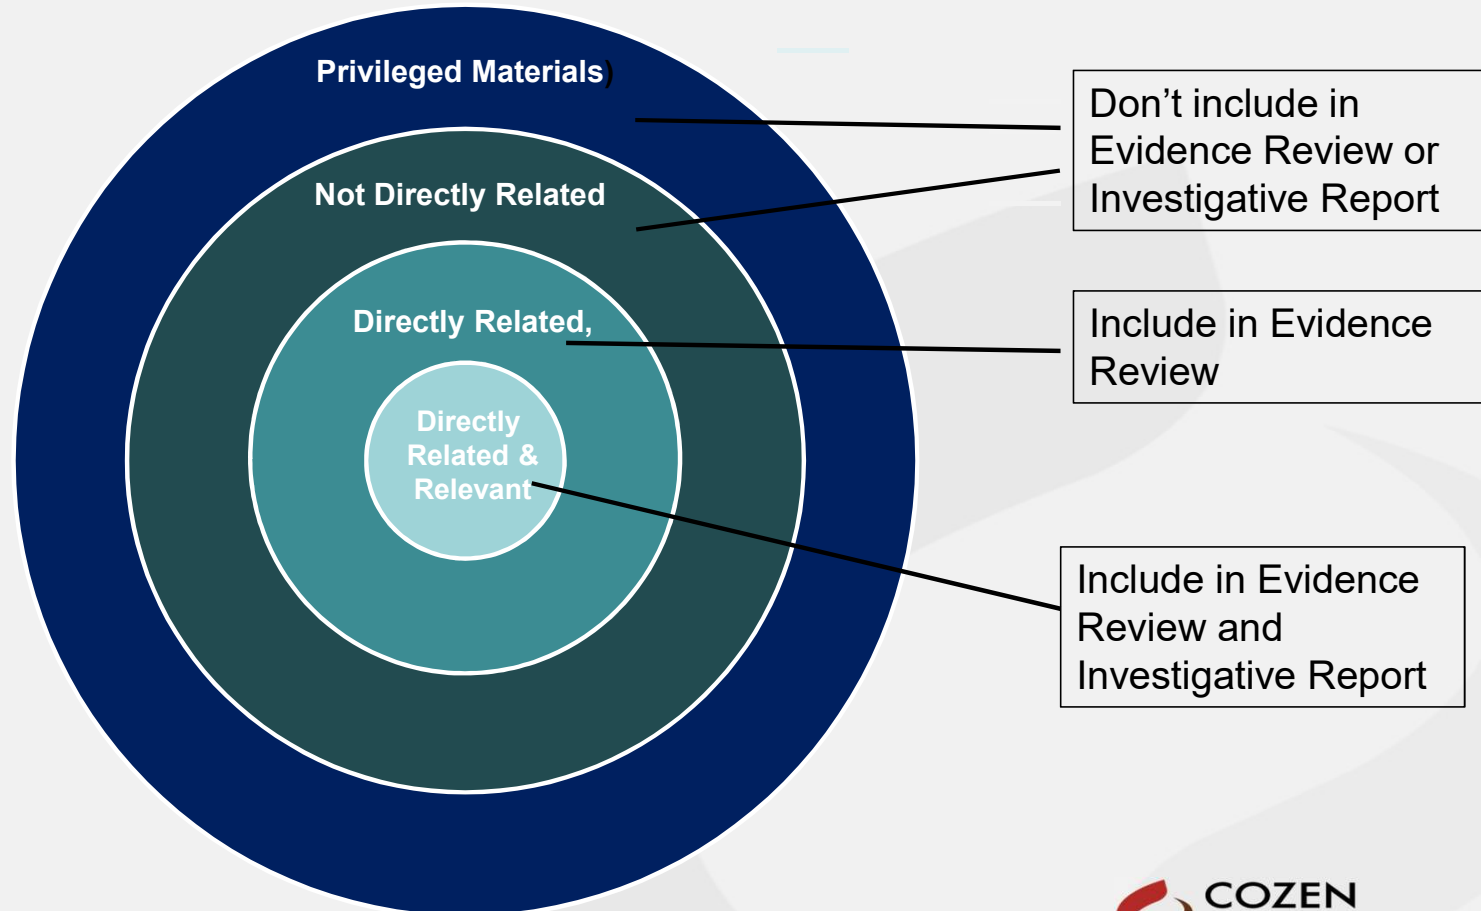 Privileged Materials)
Not Directly Related
Directly Related,
Directly
Related &
Relevant
Don’t include in
Evidence Review or
Investigative Report
Include in Evidence
Review
Include in Evidence
Review and
Investigative Report
COZEN